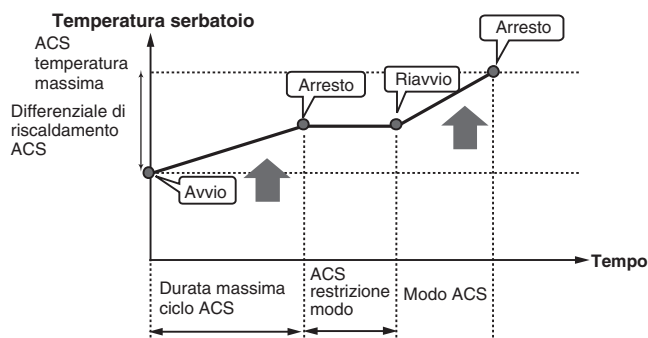 Temperatura serbatoio
ACS
temperatura
massima
Differenziale di
riscaldamento
ACS
Avvio
Arresto
Riavvio
Arresto
Tempo
Durata massima
ciclo ACS
ACS
restrizione
modo
Modo ACS